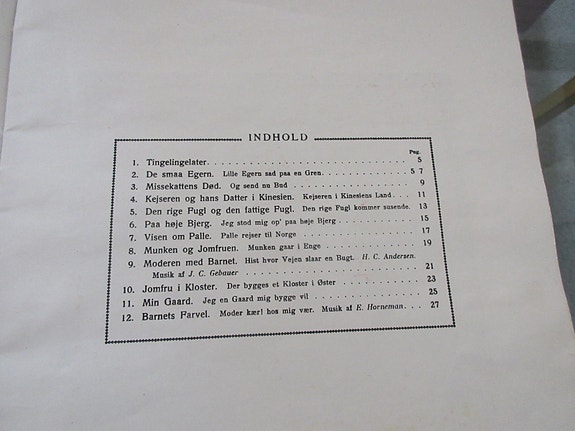 INDHOLD
Pag.
1. Tingelingelater. 5
2. De smaa Egern. Lille Egern sad paa en Gren. 5 7
3. Missekattens Død. Og send nu Bud 9
4. Kejseren og hans Datter i Kinesien. Kejseren i Kinesiens Land. 11
5. Den rige Fugl og den fattige Fugl. Den rige Fugl kommer susende. 13
6. Paa høje Bjerg. Jeg stod mig op' paa høje Bjerg 15
7. Visen om Palle. Palle rejser til Norge 17
8. Munken og Jomfruen. Munken gaar i Enge 19
9. Moderen med Barnet. Hist hvor Vejen slaar en Bugt. H. C. Andersen.
Musik af J. C. Gebauer 21
10. Jomfru i Kloster. Der bygges et Kloster i Øster 23
11. Min Gaard. Jeg en Gaard mig bygge vil 25
12. Barnets Farvel. Moder kærl hos mig vær. Musik af E. Horneman. 27